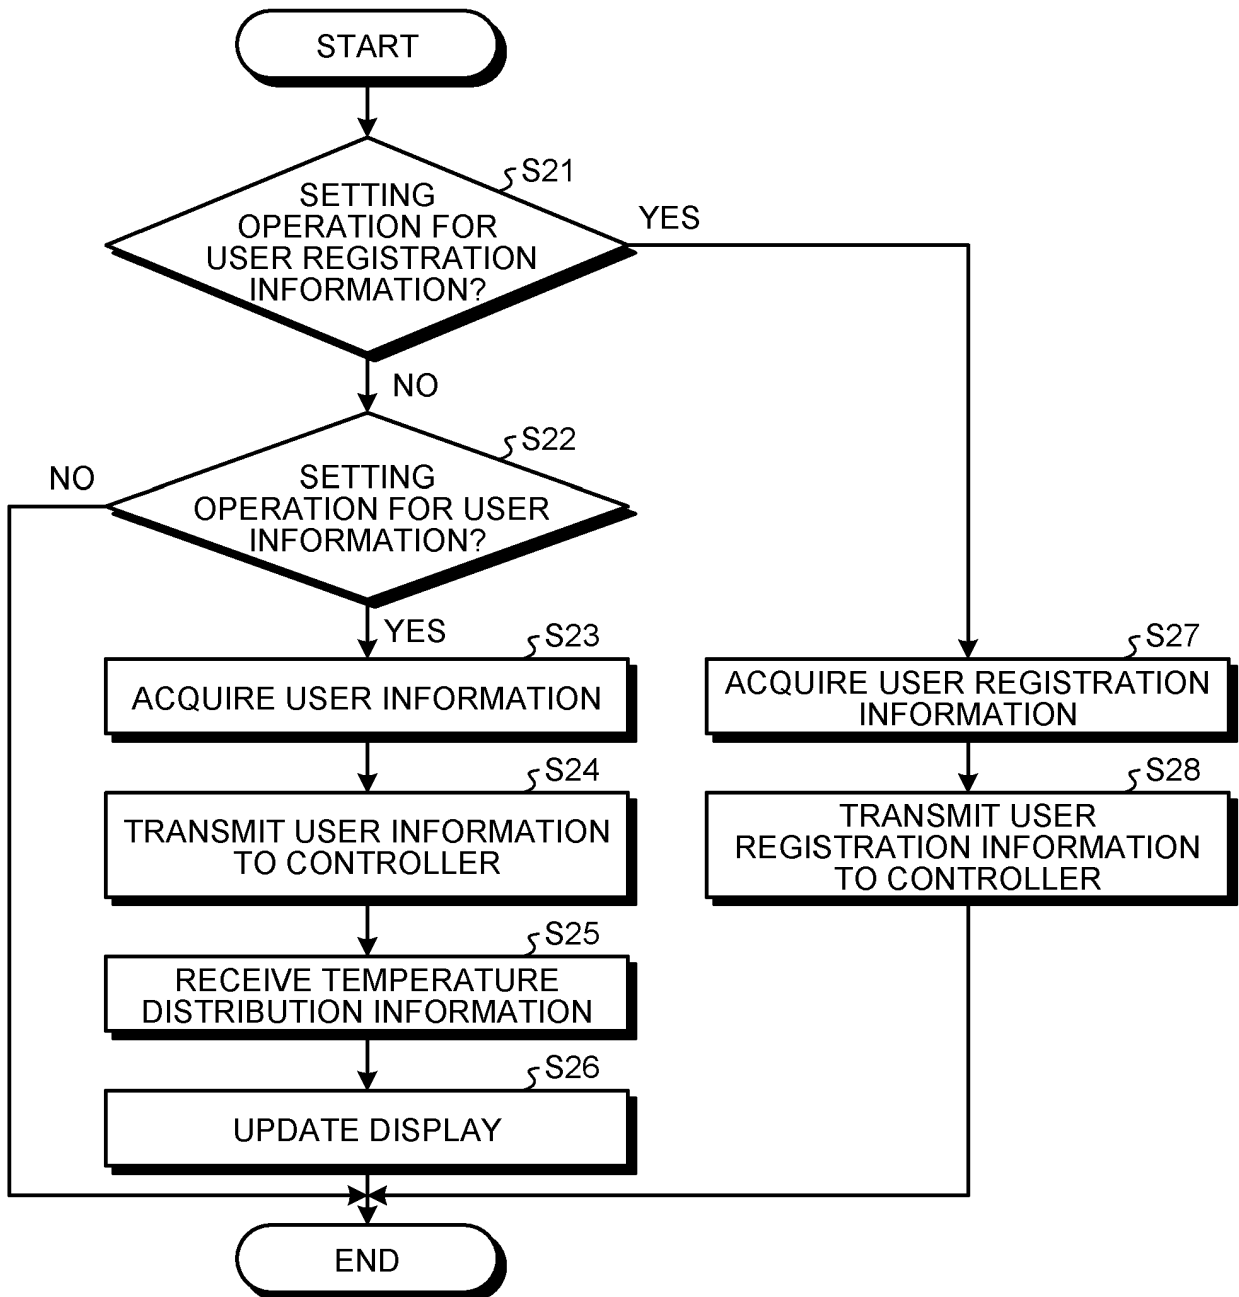 START
S21
SETTING
OPERATION FOR
USER REGISTRATION
INFORMATION?
YES
NO
S22
NO
SETTING
OPERATION FOR USER
INFORMATION?
YES
S23
ACQUIRE USER INFORMATION
S27
ACQUIRE USER REGISTRATION
INFORMATION
S24
TRANSMIT USER INFORMATION
TO CONTROLLER
S28
TRANSMIT USER
REGISTRATION INFORMATION
TO CONTROLLER
S25
RECEIVE TEMPERATURE
DISTRIBUTION INFORMATION
S26
UPDATE DISPLAY
END